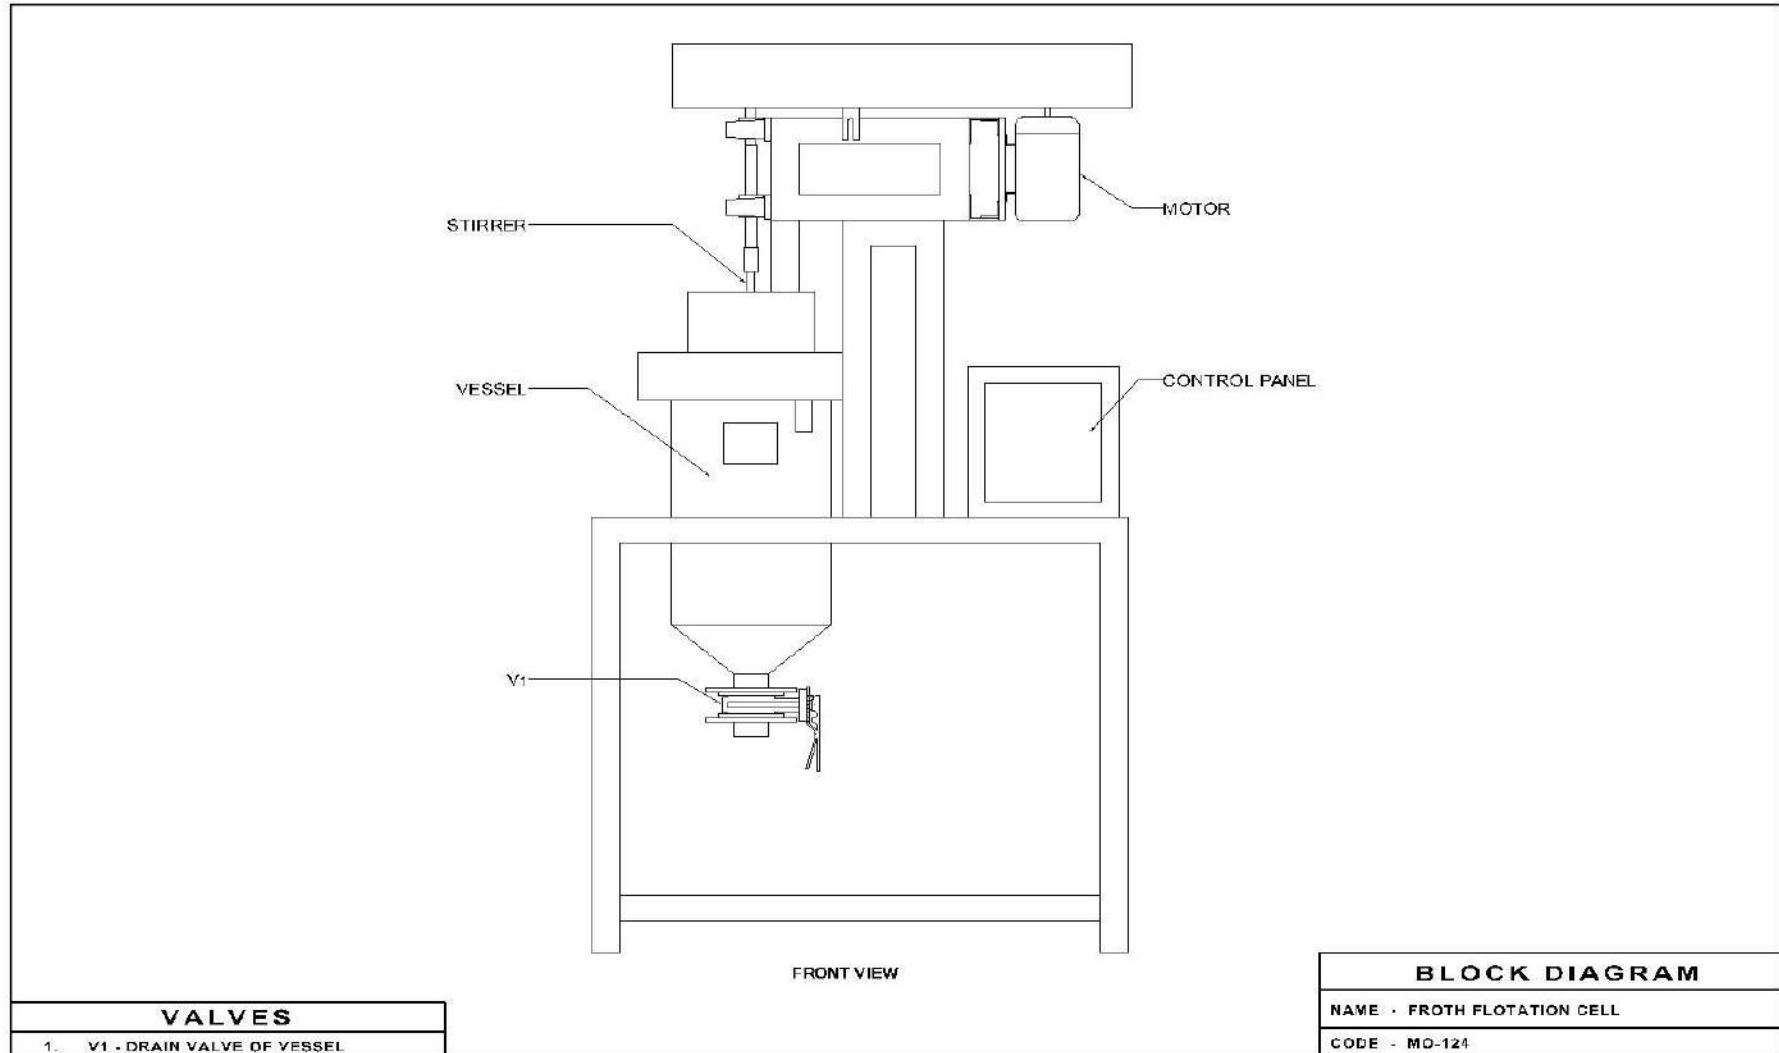 STIRRER
MOTOR
VESSEL
CONTROL PANEL
V1
FRONT VIEW
VALVES
1. V1 - DRAIN VALVE OF VESSEL
BLOCK DIAGRAM
NAME - FROTH FLOTATION CELL
CODE - MO-124